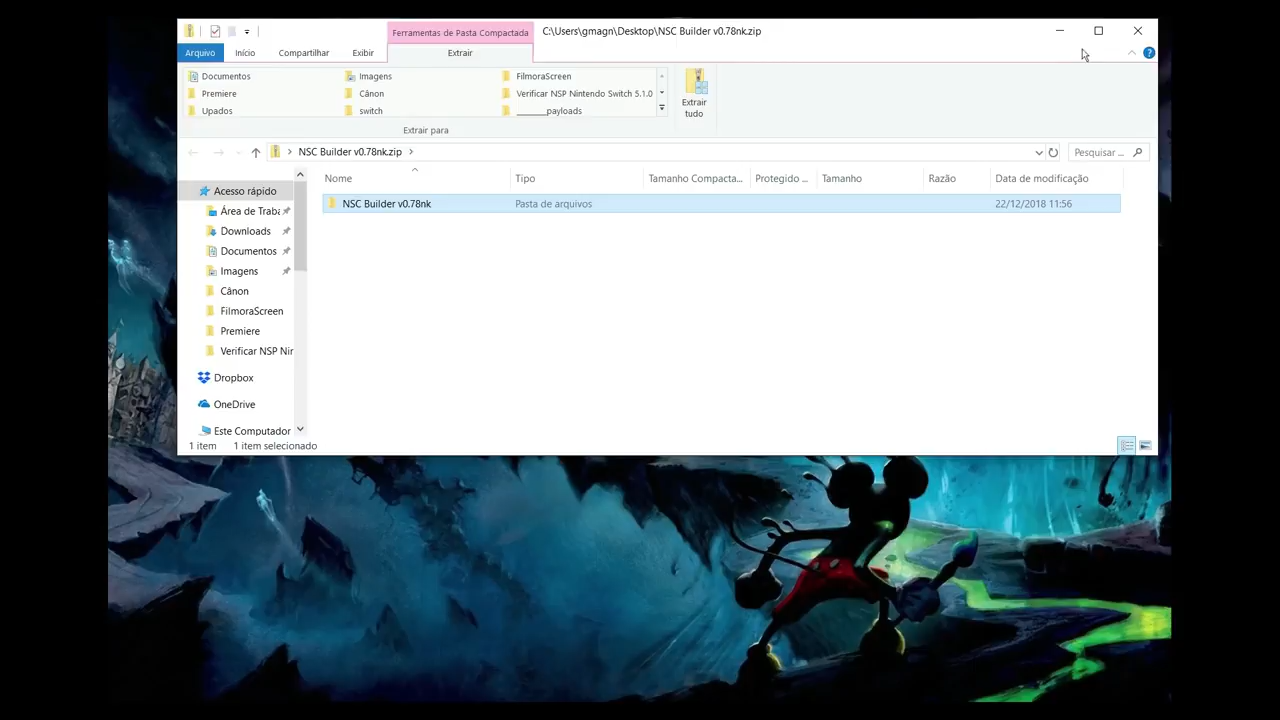 Ferramentas de Pasta Compactada
C:\Users\gmagn\Desktop\NSC Builder v0.78nk.zip
Arquivo
Início
Compartilhar
Exibir
Extrair
?
Documentos
Imagens
FilmoraScreen
Premiere
Cânon
Verificar NSP Nintendo Switch 5.1.0
Upados
switch
_______payloads
Extrair tudo
Extrair para
NSC Builder v0.78nk.zip
Pesquisar ...
Nome
Tipo
Tamanho Compacta...
Protegido ...
Tamanho
Razão
Data de modificação
NSC Builder v0.78nk
Pasta de arquivos
22/12/2018 11:56
Acesso rápido
Área de Traba
Downloads
Documentos
Imagens
Cânon
FilmoraScreen
Premiere
Verificar NSP Nin
Dropbox
OneDrive
Este Computador
1 item
1 item selecionado